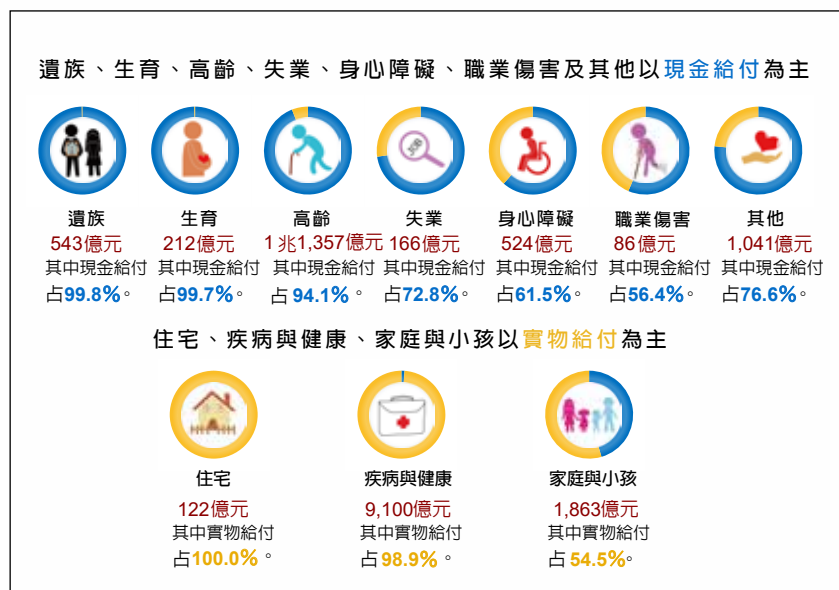 遺族、生育、高齡、失業、身心障礙、職業傷害及其他以現金給付為主
JOB
遺族 生育 高齡 失業 身心障礙 職業傷害 其他
543億元 212億元 1兆1,357億元 166億元 524億元 86億元 1,041億元
其中現金給付 其中現金給付 其中現金給付 其中現金給付 其中現金給付 其中現金給付 其中現金給付
占99.8%。 占99.7%。 占94.1%。 占72.8%。 占61.5%。 占56.4%。 占76.6%。
住宅、疾病與健康、家庭與小孩以實物給付為主
住宅 疾病與健康 家庭與小孩
122億元 9,100億元 1,863億元
其中實物給付 其中實物給付 其中實物給付
占100.0%。 占98.9%。 占54.5%。